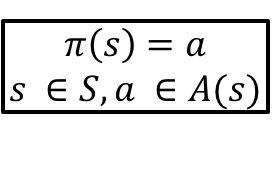 π(s) = a
s ∈ S, a ∈ A(s)